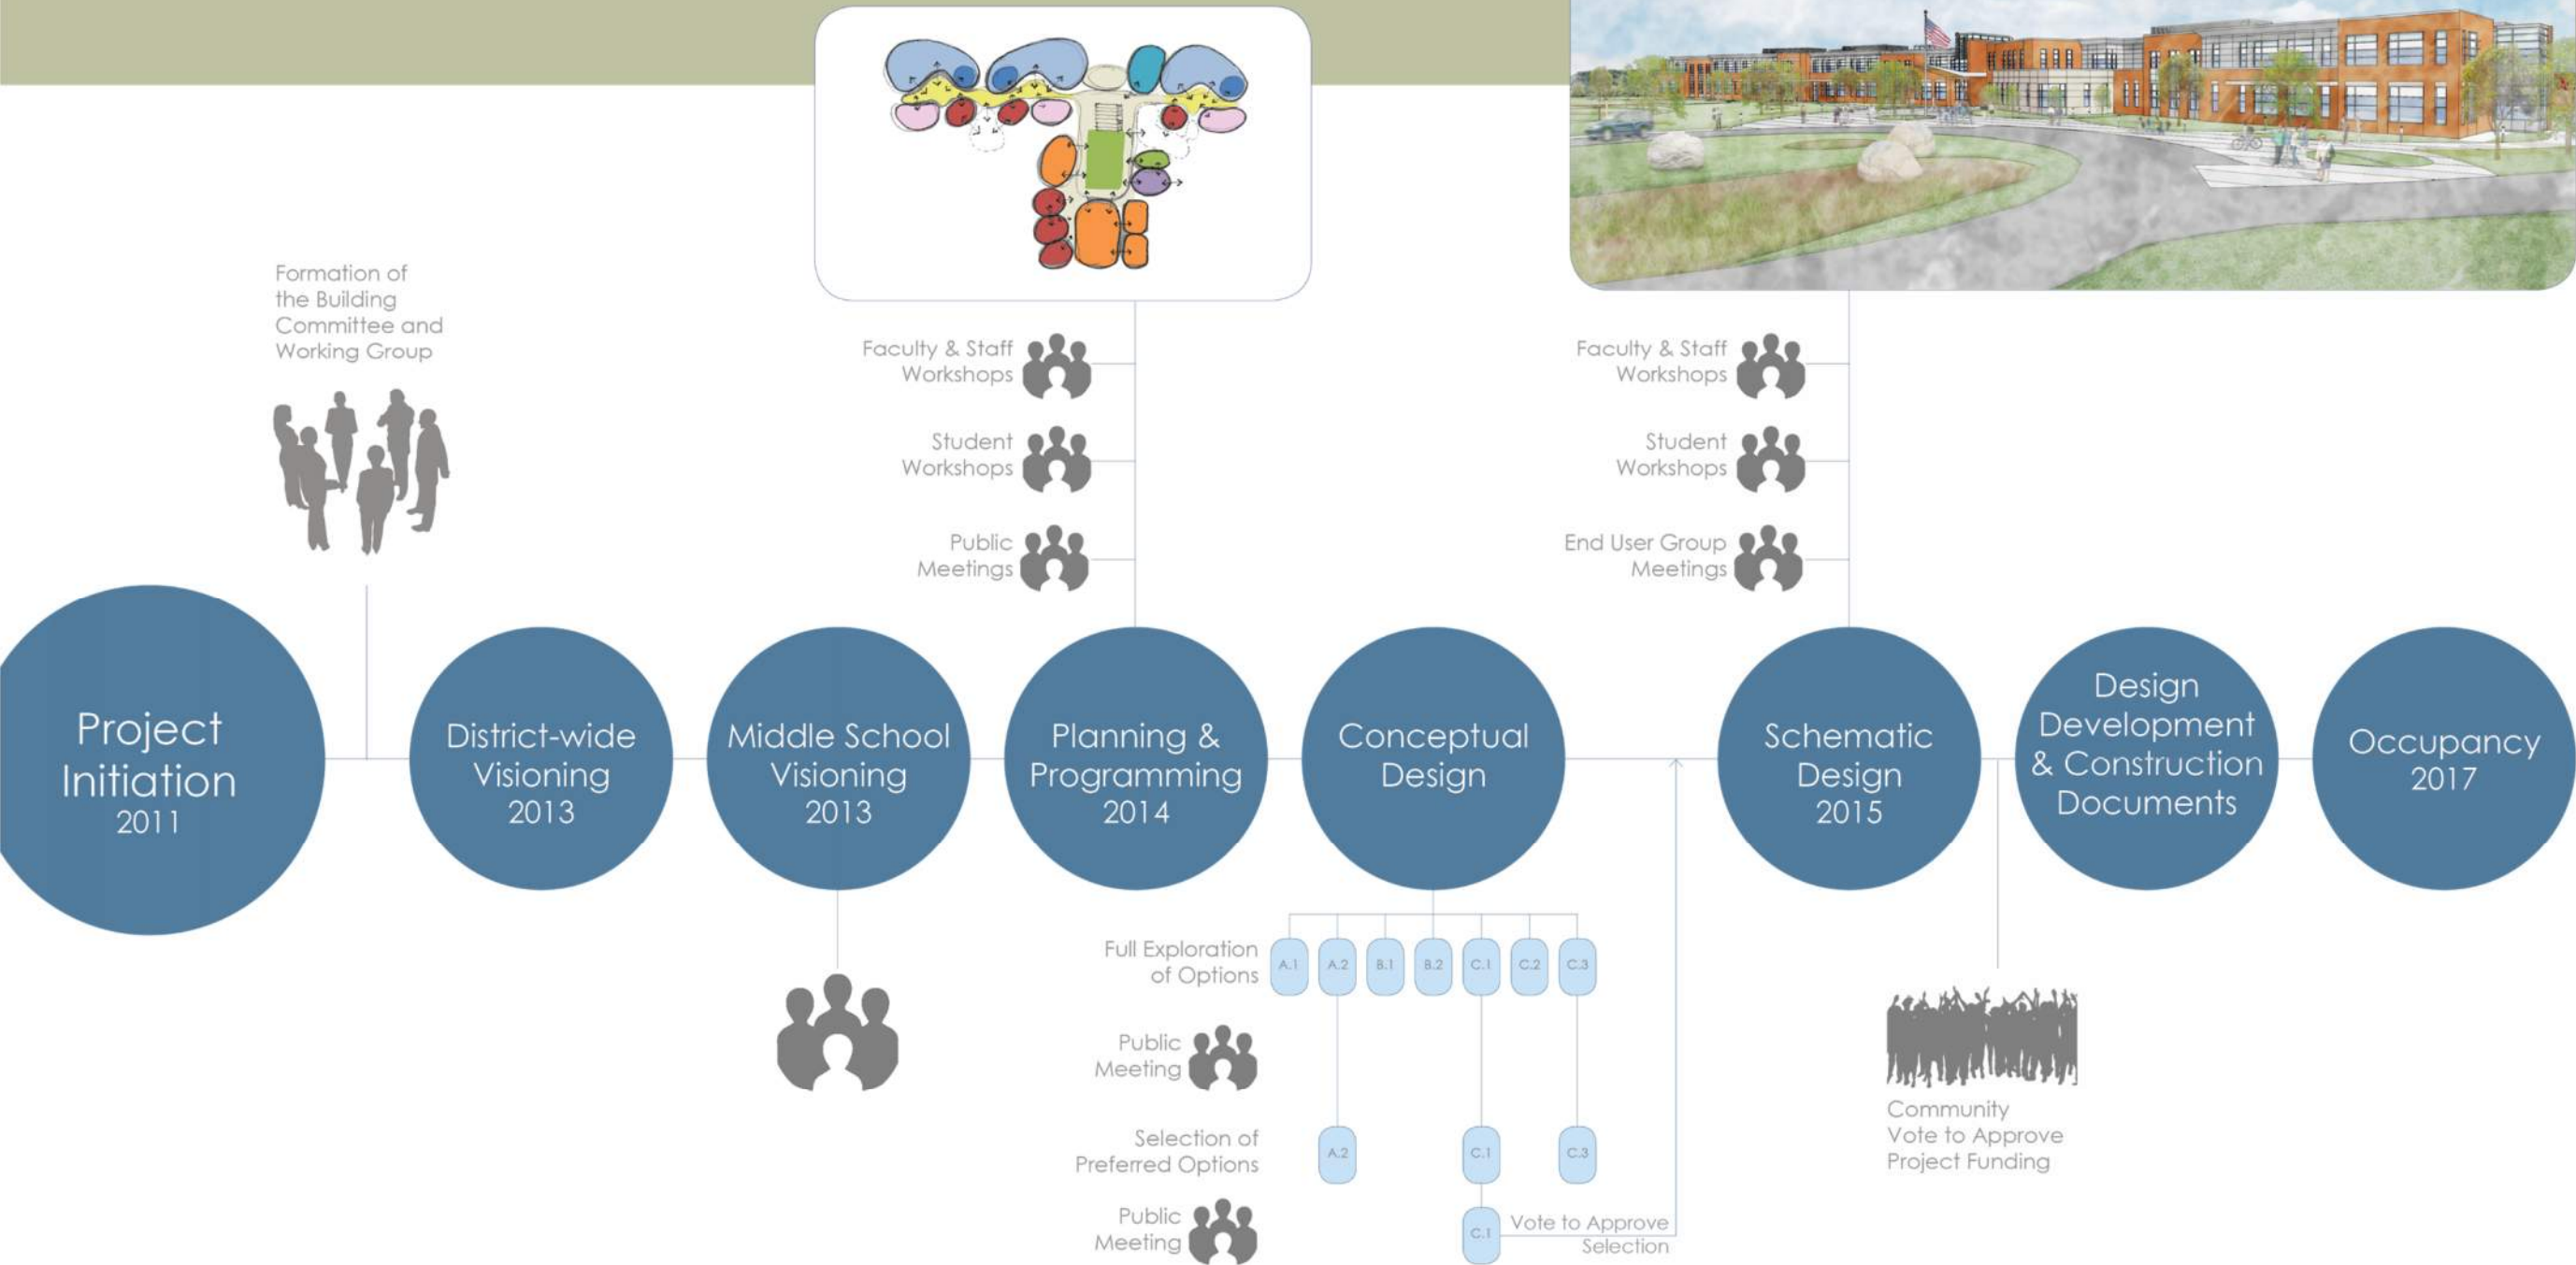 Formation of
the Building
Committee and
Working Group
Faculty & Staff
Workshops
Student
Workshops
Public
Meetings
Faculty & Staff
Workshops
Student
Workshops
End User Group
Meetings
Project
Initiation
2011
District-wide
Visioning
2013
Middle School
Visioning
2013
Planning &
Programming
2014
Conceptual
Design
Schematic
Design
2015
Design
Development
& Construction
Documents
Occupancy
2017
Full Exploration
of Options
A.1
A.2
B.1
B.2
C.1
C.2
C.3
Public
Meeting
Selection of
Preferred Options
A.2
C.1
C.3
Public
Meeting
C.1
Vote to Approve
Selection
Community
Vote to Approve
Project Funding